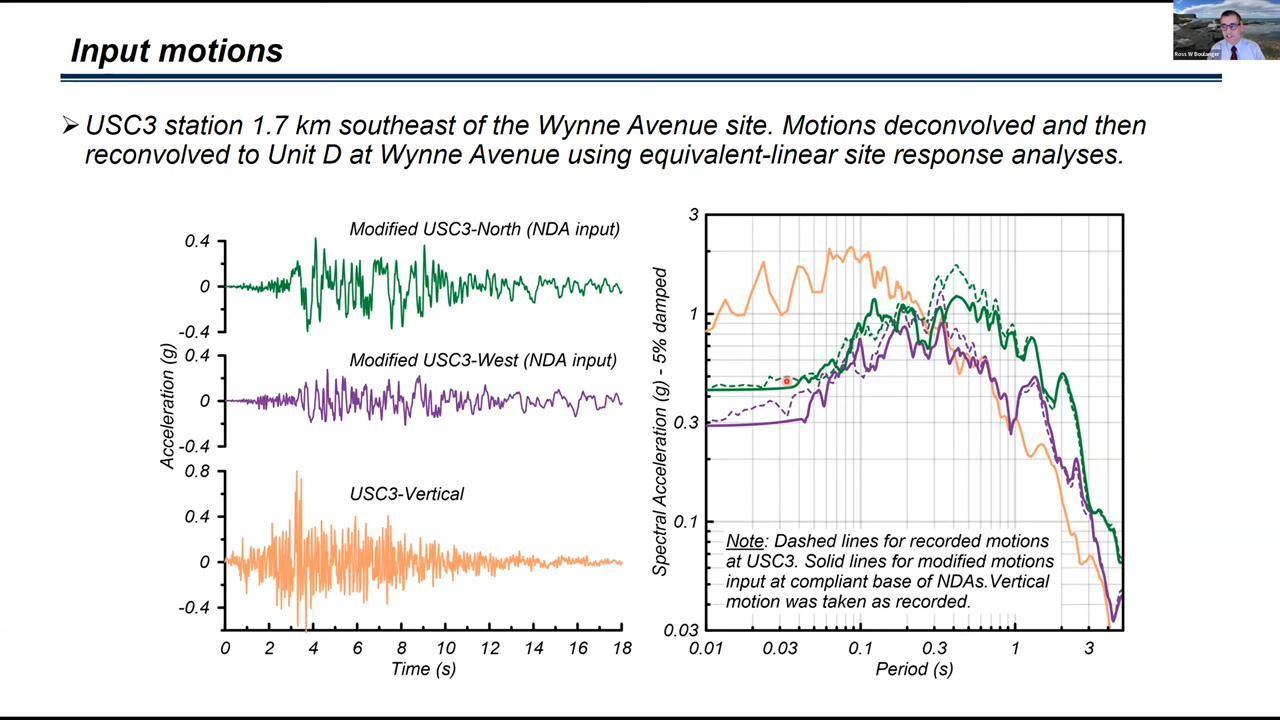 Input motions
Ross W Boulanger
➢ USC3 station 1.7 km southeast of the Wynne Avenue site. Motions deconvolved and then
reconvolved to Unit D at Wynne Avenue using equivalent-linear site response analyses.
Modified USC3-North (NDA input)
0.4
0
-0.4
Modified USC3-West (NDA input)
0.4
0
-0.4
USC3-Vertical
0.8
0.4
0
-0.4
Acceleration (g)
0 2 4 6 8 10 12 14 16 18
Time (s)
3
1
0.3
0.1
0.03
Spectral Acceleration (g) - 5% damped
Note: Dashed lines for recorded motions
at USC3. Solid lines for modified motions
input at compliant base of NDAs.Vertical
motion was taken as recorded.
0.01 0.03 0.1 0.3 1 3
Period (s)